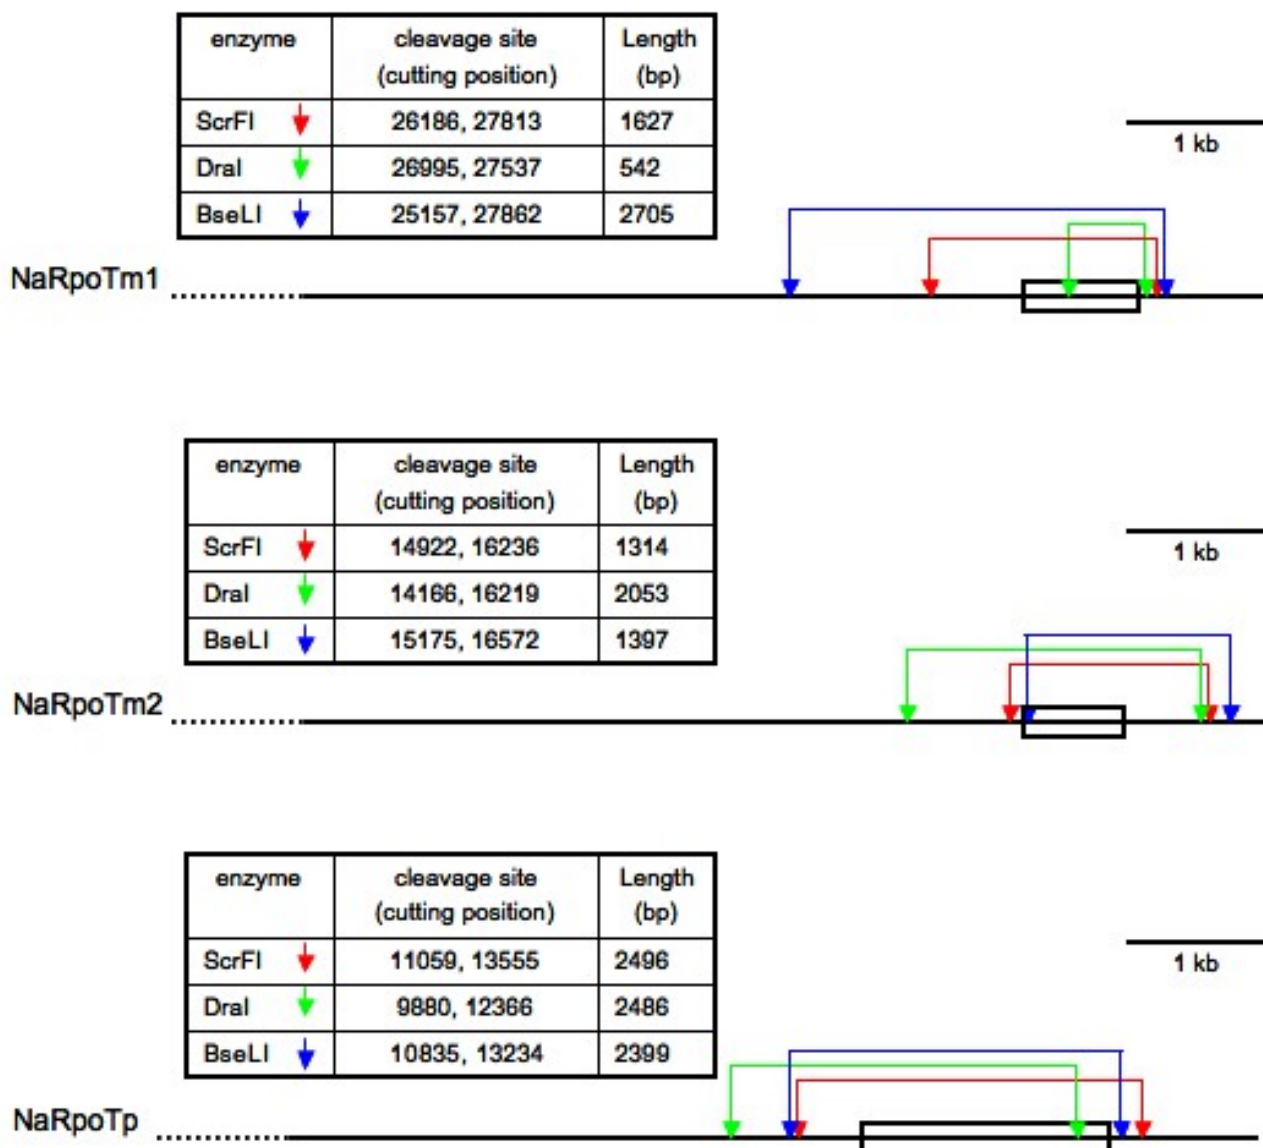 enzyme cleavage site Length
(cutting position) (bp)
ScrFI 26186, 27813 1627
DraI 26995, 27537 542
BseLI 25157, 27862 2705
1 kb
NaRpoTm1
enzyme cleavage site Length
(cutting position) (bp)
ScrFI 14922, 16236 1314
DraI 14166, 16219 2053
BseLI 15175, 16572 1397
1 kb
NaRpoTm2
enzyme cleavage site Length
(cutting position) (bp)
ScrFI 11059, 13555 2496
DraI 9880, 12366 2486
BseLI 10835, 13234 2399
1 kb
NaRpoTp